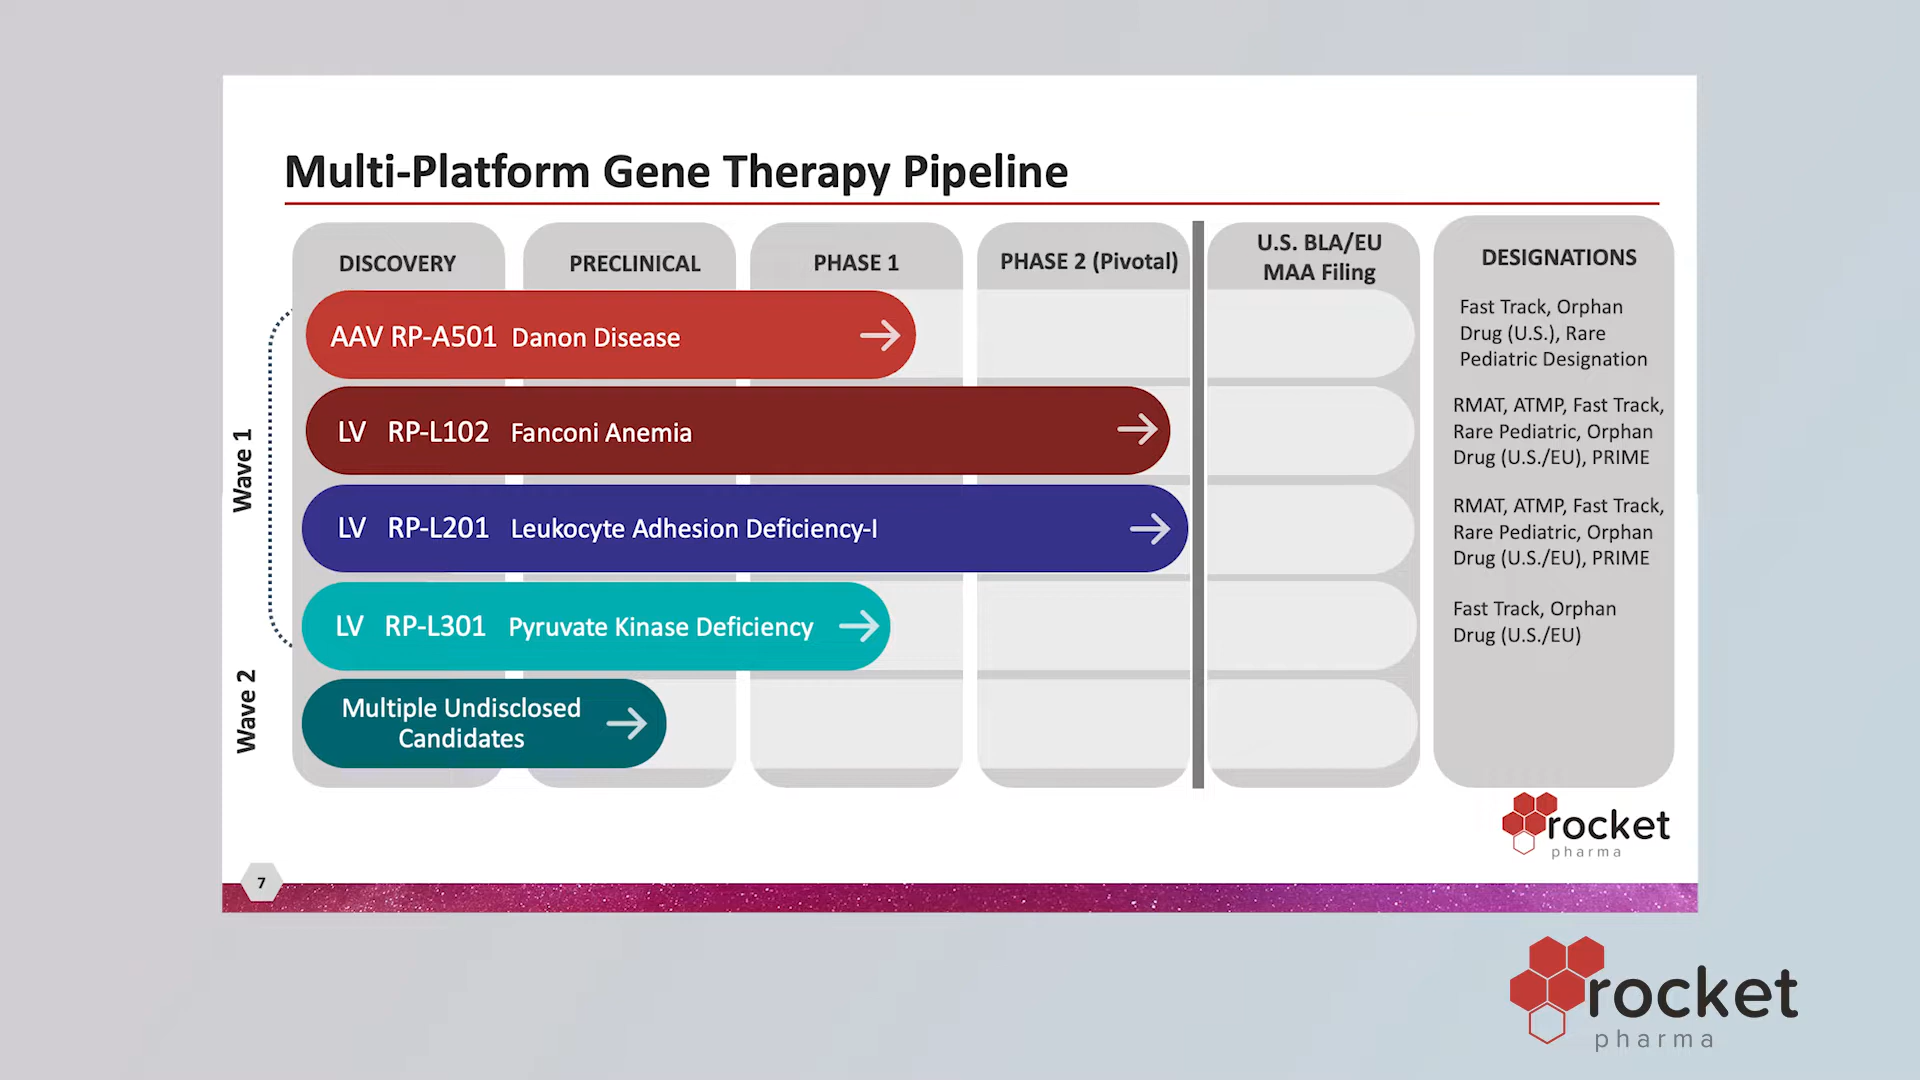 Multi-Platform Gene Therapy Pipeline
DISCOVERY
PRECLINICAL
PHASE 1
PHASE 2 (Pivotal)
U.S. BLA/EU
MAA Filing
DESIGNATIONS
Wave 1
AAV RP-A501 Danon Disease
Fast Track, Orphan
Drug (U.S.), Rare
Pediatric Designation
LV RP-L102 Fanconi Anemia
RMAT, ATMP, Fast Track,
Rare Pediatric, Orphan
Drug (U.S./EU), PRIME
LV RP-L201 Leukocyte Adhesion Deficiency-I
RMAT, ATMP, Fast Track,
Rare Pediatric, Orphan
Drug (U.S./EU), PRIME
LV RP-L301 Pyruvate Kinase Deficiency
Fast Track, Orphan
Drug (U.S./EU)
Wave 2
Multiple Undisclosed
Candidates
rocket
pharma
7
rocket
pharma